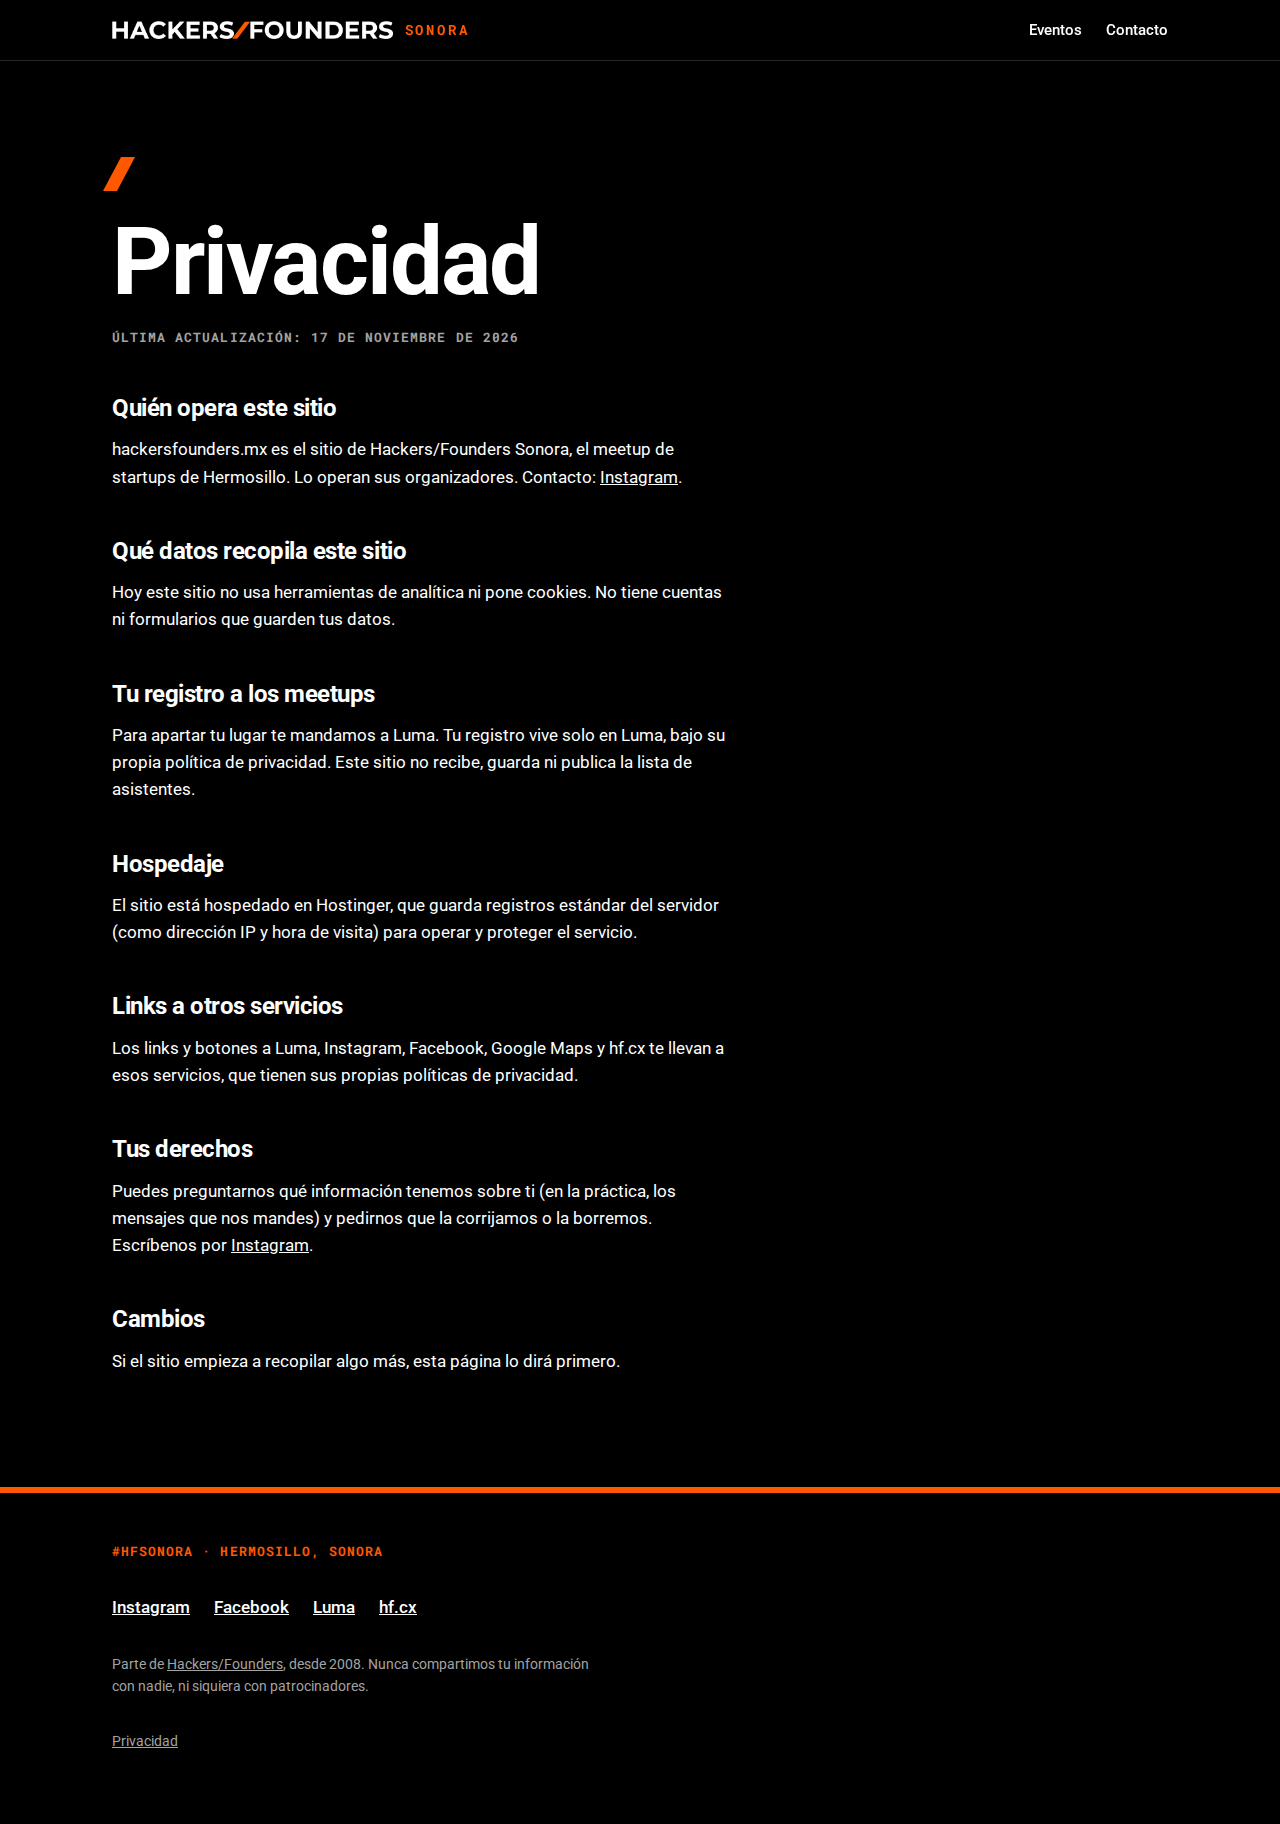 HACKERS/FOUNDERS SONORA
Eventos Contacto
Privacidad
ÚLTIMA ACTUALIZACIÓN: 17 DE NOVIEMBRE DE 2026
Quién opera este sitio
hackersfounders.mx es el sitio de Hackers/Founders Sonora, el meetup de
startups de Hermosillo. Lo operan sus organizadores. Contacto: Instagram.
Qué datos recopila este sitio
Hoy este sitio no usa herramientas de analítica ni pone cookies. No tiene cuentas
ni formularios que guarden tus datos.
Tu registro a los meetups
Para apartar tu lugar te mandamos a Luma. Tu registro vive solo en Luma, bajo su
propia política de privacidad. Este sitio no recibe, guarda ni publica la lista de
asistentes.
Hospedaje
El sitio está hospedado en Hostinger, que guarda registros estándar del servidor
(como dirección IP y hora de visita) para operar y proteger el servicio.
Links a otros servicios
Los links y botones a Luma, Instagram, Facebook, Google Maps y hf.cx te llevan a
esos servicios, que tienen sus propias políticas de privacidad.
Tus derechos
Puedes preguntarnos qué información tenemos sobre ti (en la práctica, los
mensajes que nos mandes) y pedirnos que la corrijamos o la borremos.
Escríbenos por Instagram.
Cambios
Si el sitio empieza a recopilar algo más, esta página lo dirá primero.
#HFSONORA · HERMOSILLO, SONORA
Instagram Facebook Luma hf.cx
Parte de Hackers/Founders, desde 2008. Nunca compartimos tu información
con nadie, ni siquiera con patrocinadores.
Privacidad